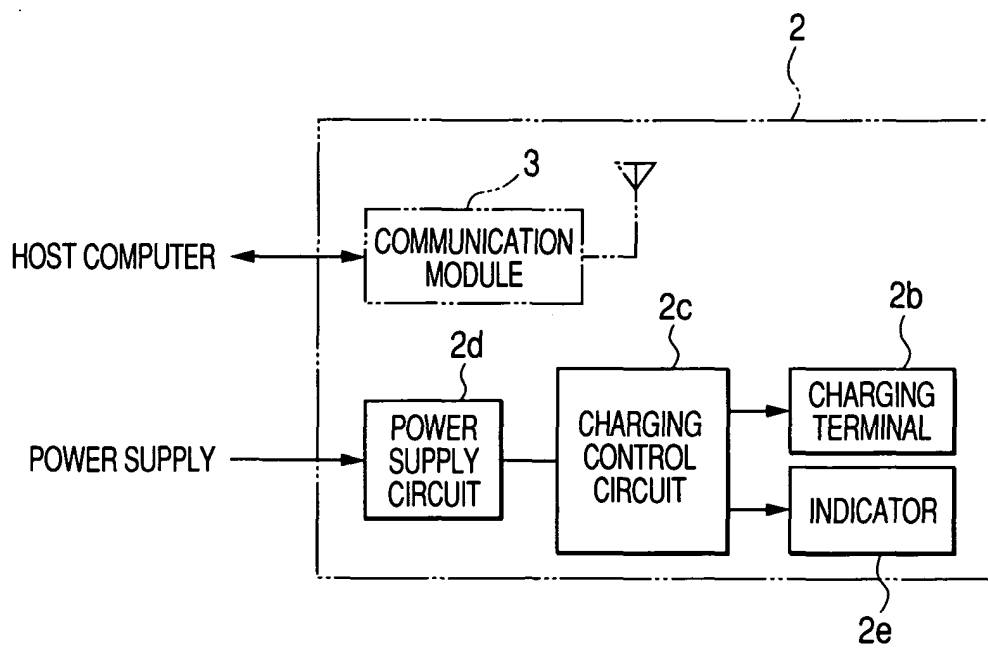 2
3
HOST COMPUTER
COMMUNICATION
MODULE
2d
2c
2b
POWER SUPPLY
POWER
SUPPLY
CIRCUIT
CHARGING
CONTROL
CIRCUIT
CHARGING
TERMINAL
INDICATOR
2e